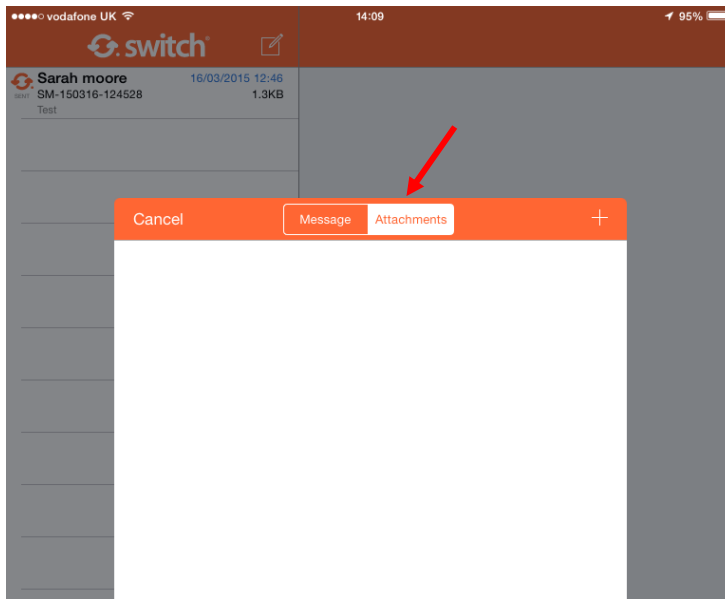 vodafone UK 14:09 95%
switch
Sarah moore 16/03/2015 12:46
SENT SM-150316-124528 1.3KB
Test
Cancel Message Attachments +